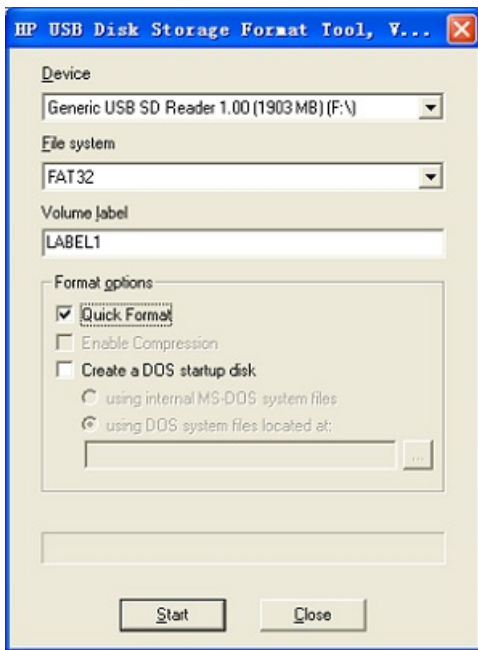 HP USB Disk Storage Format Tool, V...
Device
Generic USB SD Reader 1.00 (1903 MB) (F:\)
File system
FAT32
Volume label
LABEL1
Format options
Quick Format
Enable Compression
Create a DOS startup disk
using internal MS-DOS system files
using DOS system files located at:
...
Start
Close